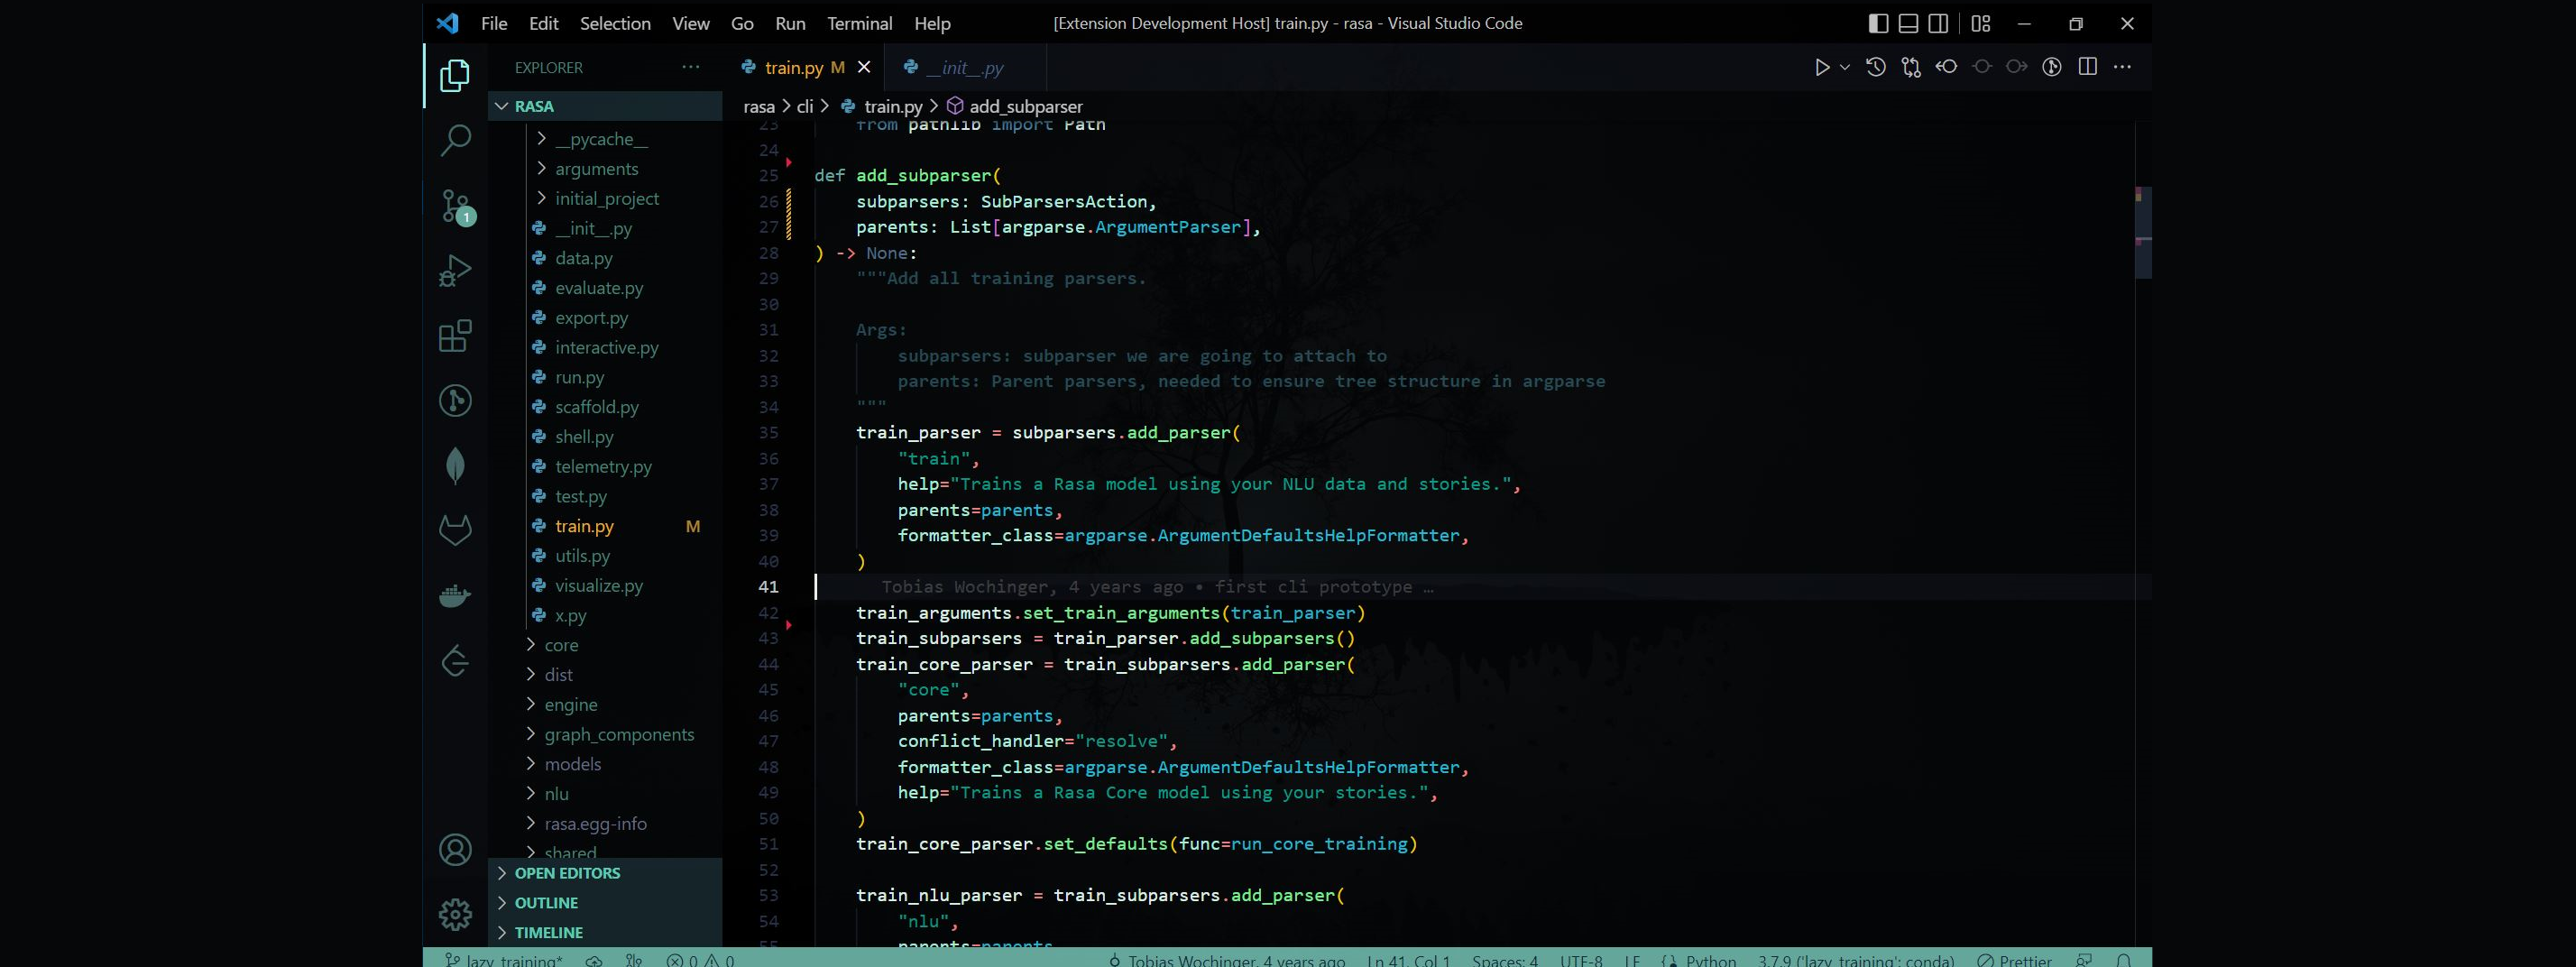 File Edit Selection View Go Run Terminal Help
[Extension Development Host] train.py - rasa - Visual Studio Code
EXPLORER
RASA
__pycache__
arguments
initial_project
__init__.py
data.py
evaluate.py
export.py
interactive.py
run.py
scaffold.py
shell.py
telemetry.py
test.py
train.py M
utils.py
visualize.py
x.py
core
dist
engine
graph_components
models
nlu
rasa.egg-info
shared
OPEN EDITORS
OUTLINE
TIMELINE
1
train.py M
__init__.py
rasa > cli > train.py > add_subparser
23 from pathlib import Path
24
25 def add_subparser(
26 subparsers: SubParsersAction,
27 parents: List[argparse.ArgumentParser],
28 ) -> None:
29 """Add all training parsers.
30
31 Args:
32 subparsers: subparser we are going to attach to
33 parents: Parent parsers, needed to ensure tree structure in argparse
34 """
35 train_parser = subparsers.add_parser(
36 "train",
37 help="Trains a Rasa model using your NLU data and stories.",
38 parents=parents,
39 formatter_class=argparse.ArgumentDefaultsHelpFormatter,
40 )
41 Tobias Wochinger, 4 years ago • first cli prototype …
42 train_arguments.set_train_arguments(train_parser)
43 train_subparsers = train_parser.add_subparsers()
44 train_core_parser = train_subparsers.add_parser(
45 "core",
46 parents=parents,
47 conflict_handler="resolve",
48 formatter_class=argparse.ArgumentDefaultsHelpFormatter,
49 help="Trains a Rasa Core model using your stories.",
50 )
51 train_core_parser.set_defaults(func=run_core_training)
52
53 train_nlu_parser = train_subparsers.add_parser(
54 "nlu",
55 parents=parents
lazy_training* 0 0 Tobias Wochinger, 4 years ago Ln 41, Col 1 Spaces: 4 UTF-8 LF Python 3.7.9 ('lazy_training': conda) Prettier